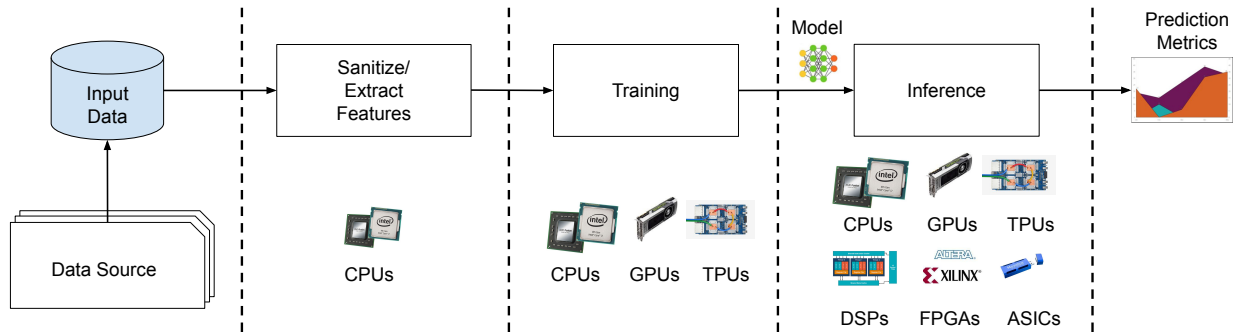 Input
Data
Data Source
Sanitize/
Extract
Features
CPUs
Training
CPUs
GPUs
TPUs
Model
Inference
intel
CPUs
GPUs
TPUs
ALTERA
XILINX®
DSPs
FPGAs
ASICs
Prediction
Metrics